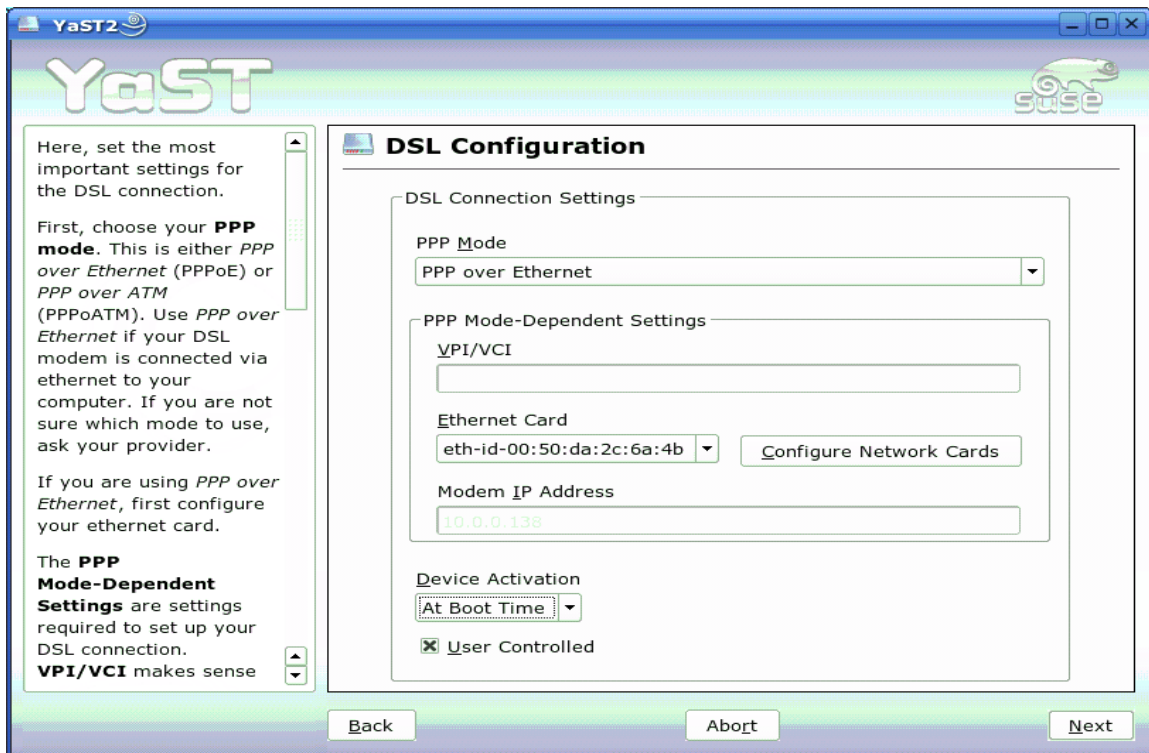 YaST2
YaST
suse
Here, set the most
important settings for
the DSL connection.
First, choose your PPP
mode. This is either PPP
over Ethernet (PPPoE) or
PPP over ATM
(PPPoATM). Use PPP over
Ethernet if your DSL
modem is connected via
ethernet to your
computer. If you are not
sure which mode to use,
ask your provider.
If you are using PPP over
Ethernet, first configure
your ethernet card.
The PPP
Mode-Dependent
Settings are settings
required to set up your
DSL connection.
VPI/VCI makes sense
DSL Configuration
DSL Connection Settings
PPP Mode
PPP over Ethernet
PPP Mode-Dependent Settings
VPI/VCI
Ethernet Card
eth-id-00:50:da:2c:6a:4b
Configure Network Cards
Modem IP Address
10.0.0.138
Device Activation
At Boot Time
User Controlled
Back
Abort
Next